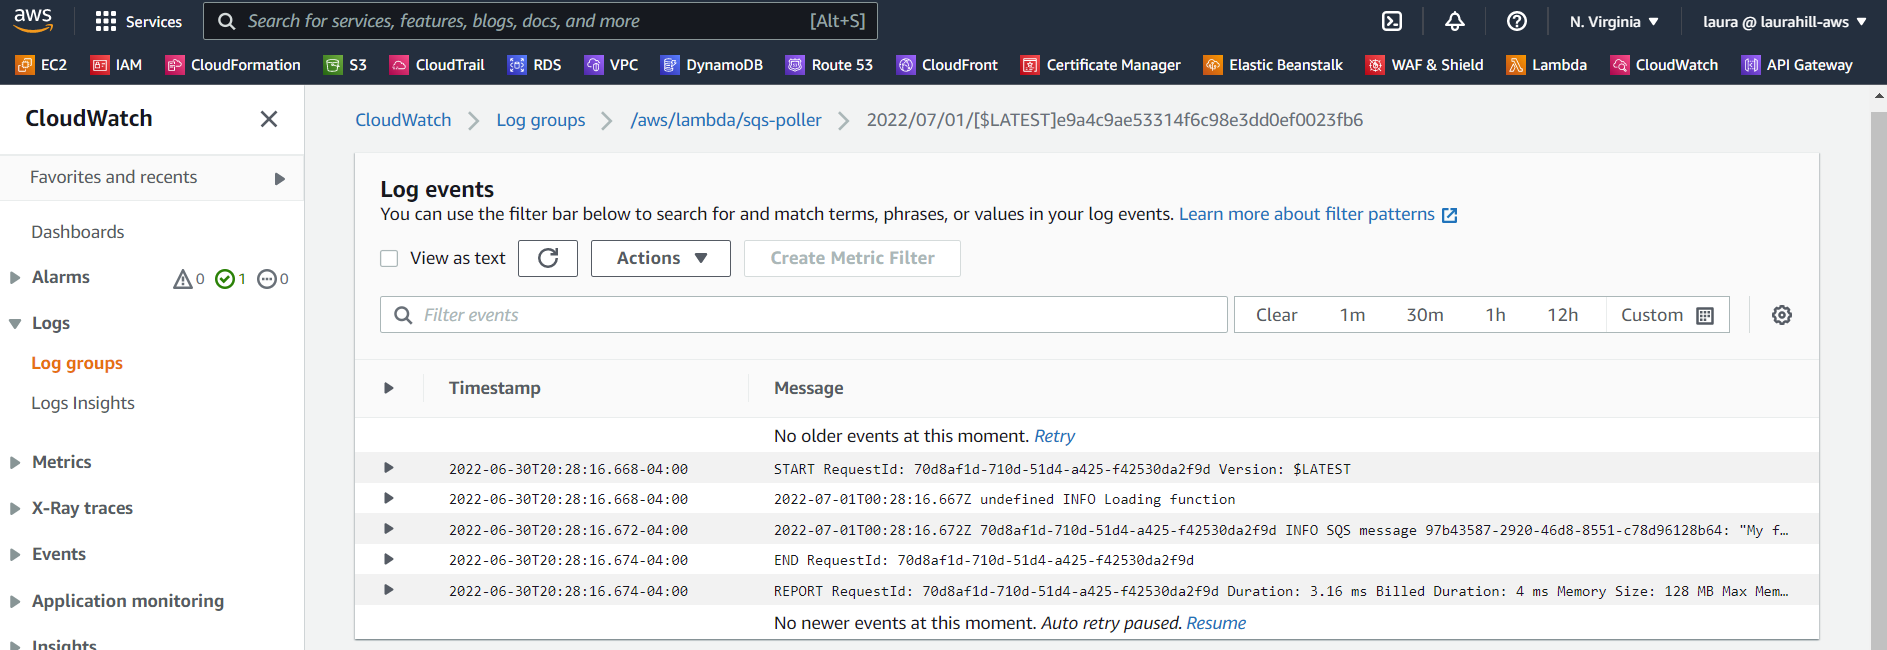 aws Services Search for services, features, blogs, docs, and more [Alt+S] N. Virginia laura @ laurahill-aws
EC2 IAM CloudFormation S3 CloudTrail RDS VPC DynamoDB Route 53 CloudFront Certificate Manager Elastic Beanstalk WAF & Shield Lambda CloudWatch API Gateway
CloudWatch
Favorites and recents
Dashboards
Alarms 0 1 0
Logs
Log groups
Logs Insights
Metrics
X-Ray traces
Events
Application monitoring
Insights
CloudWatch Log groups /aws/lambda/sqs-poller 2022/07/01/[$LATEST]e9a4c9ae53314f6c98e3dd0ef0023fb6
Log events
You can use the filter bar below to search for and match terms, phrases, or values in your log events. Learn more about filter patterns
View as text Actions Create Metric Filter
Filter events Clear 1m 30m 1h 12h Custom
Timestamp Message
No older events at this moment. Retry
2022-06-30T20:28:16.668-04:00 START RequestId: 70d8af1d-710d-51d4-a425-f42530da2f9d Version: $LATEST
2022-06-30T20:28:16.668-04:00 2022-07-01T00:28:16.667Z undefined INFO Loading function
2022-06-30T20:28:16.672-04:00 2022-07-01T00:28:16.672Z 70d8af1d-710d-51d4-a425-f42530da2f9d INFO SQS message 97b43587-2920-46d8-8551-c78d96128b64: "My f…
2022-06-30T20:28:16.674-04:00 END RequestId: 70d8af1d-710d-51d4-a425-f42530da2f9d
2022-06-30T20:28:16.674-04:00 REPORT RequestId: 70d8af1d-710d-51d4-a425-f42530da2f9d Duration: 3.16 ms Billed Duration: 4 ms Memory Size: 128 MB Max Mem…
No newer events at this moment. Auto retry paused. Resume